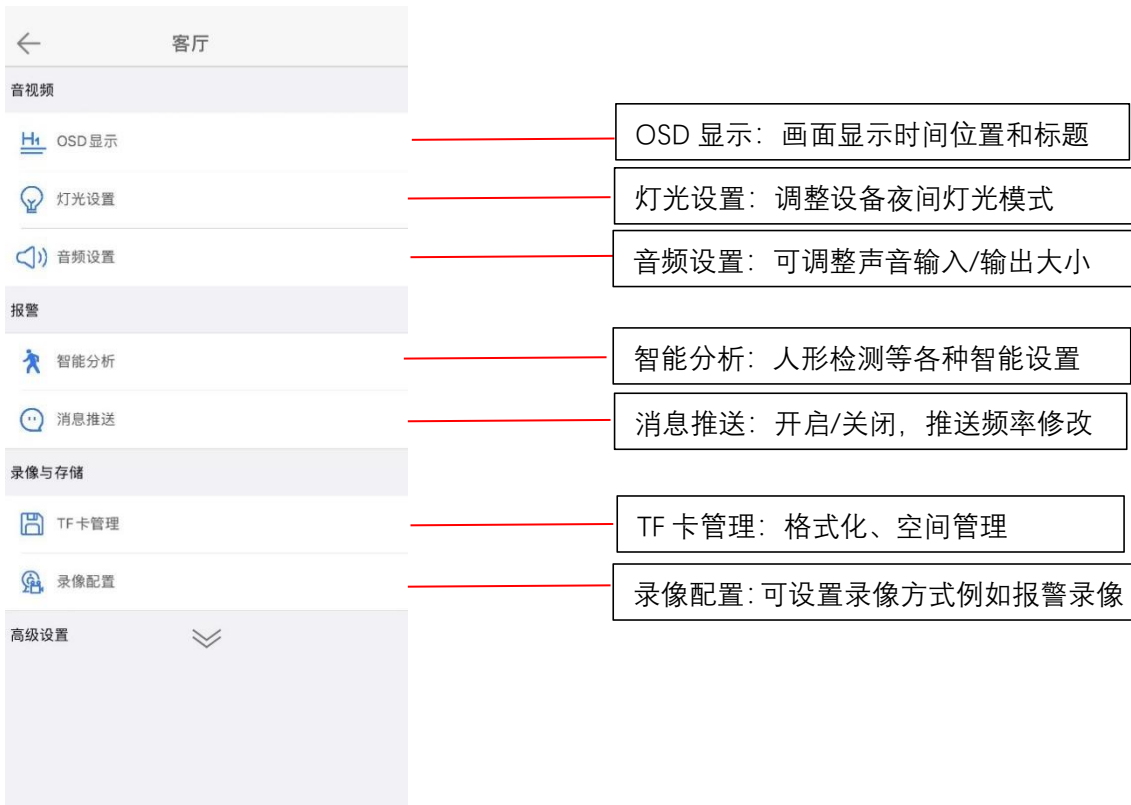 客厅
音视频
OSD显示
OSD 显示：画面显示时间位置和标题
灯光设置
灯光设置：调整设备夜间灯光模式
音频设置
音频设置：可调整声音输入/输出大小
报警
智能分析
智能分析：人形检测等各种智能设置
消息推送
消息推送：开启/关闭，推送频率修改
录像与存储
TF卡管理
TF 卡管理：格式化、空间管理
录像配置
录像配置：可设置录像方式例如报警录像
高级设置